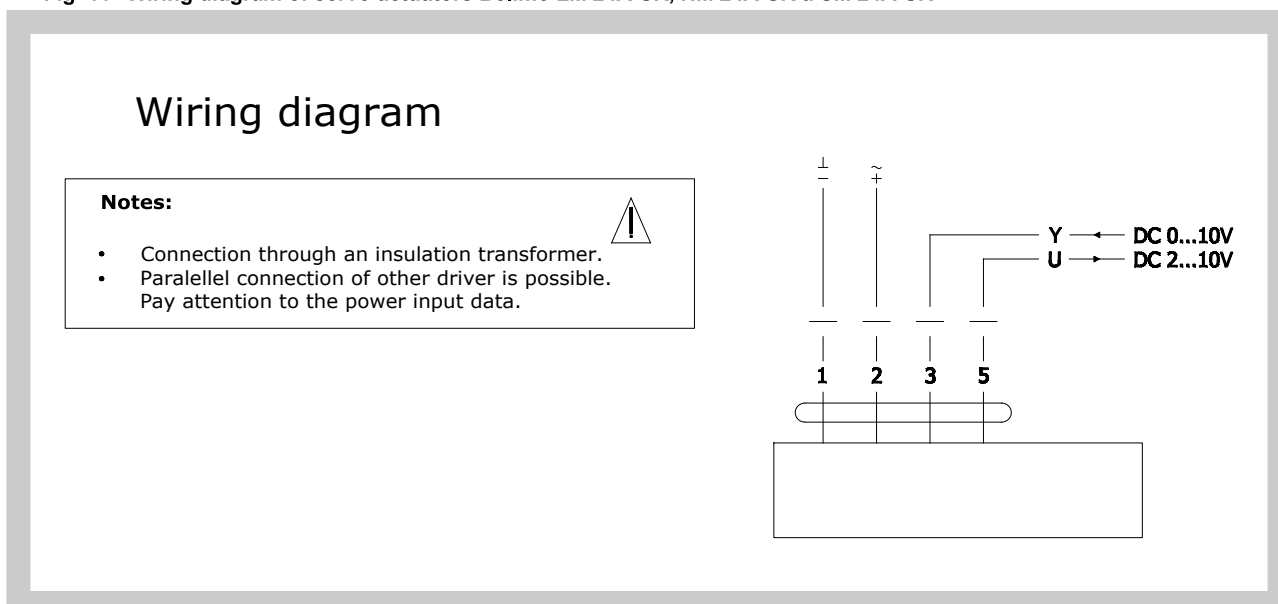 Wiring diagram
Notes:
• Connection through an insulation transformer.
• Paralellel connection of other driver is possible.
Pay attention to the power input data.
⊥ ~
− +
Y DC 0...10V
U DC 2...10V
1 2 3 5